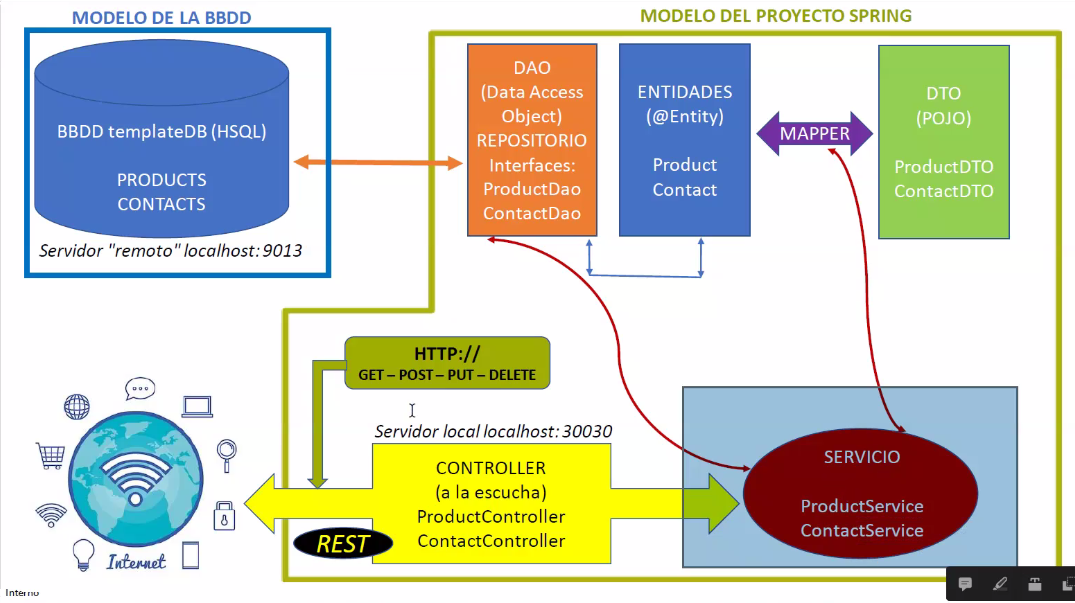 MODELO DE LA BBDD
MODELO DEL PROYECTO SPRING
BBDD templateDB (HSQL)
PRODUCTS
CONTACTS
Servidor "remoto" localhost: 9013
DAO
(Data Access
Object)
REPOSITORIO
Interfaces:
ProductDao
ContactDao
ENTIDADES
(@Entity)
Product
Contact
MAPPER
DTO
(POJO)
ProductDTO
ContactDTO
HTTP://
GET – POST – PUT – DELETE
Servidor local localhost: 30030
CONTROLLER
(a la escucha)
ProductController
ContactController
REST
SERVICIO
ProductService
ContactService
Internet
Interno